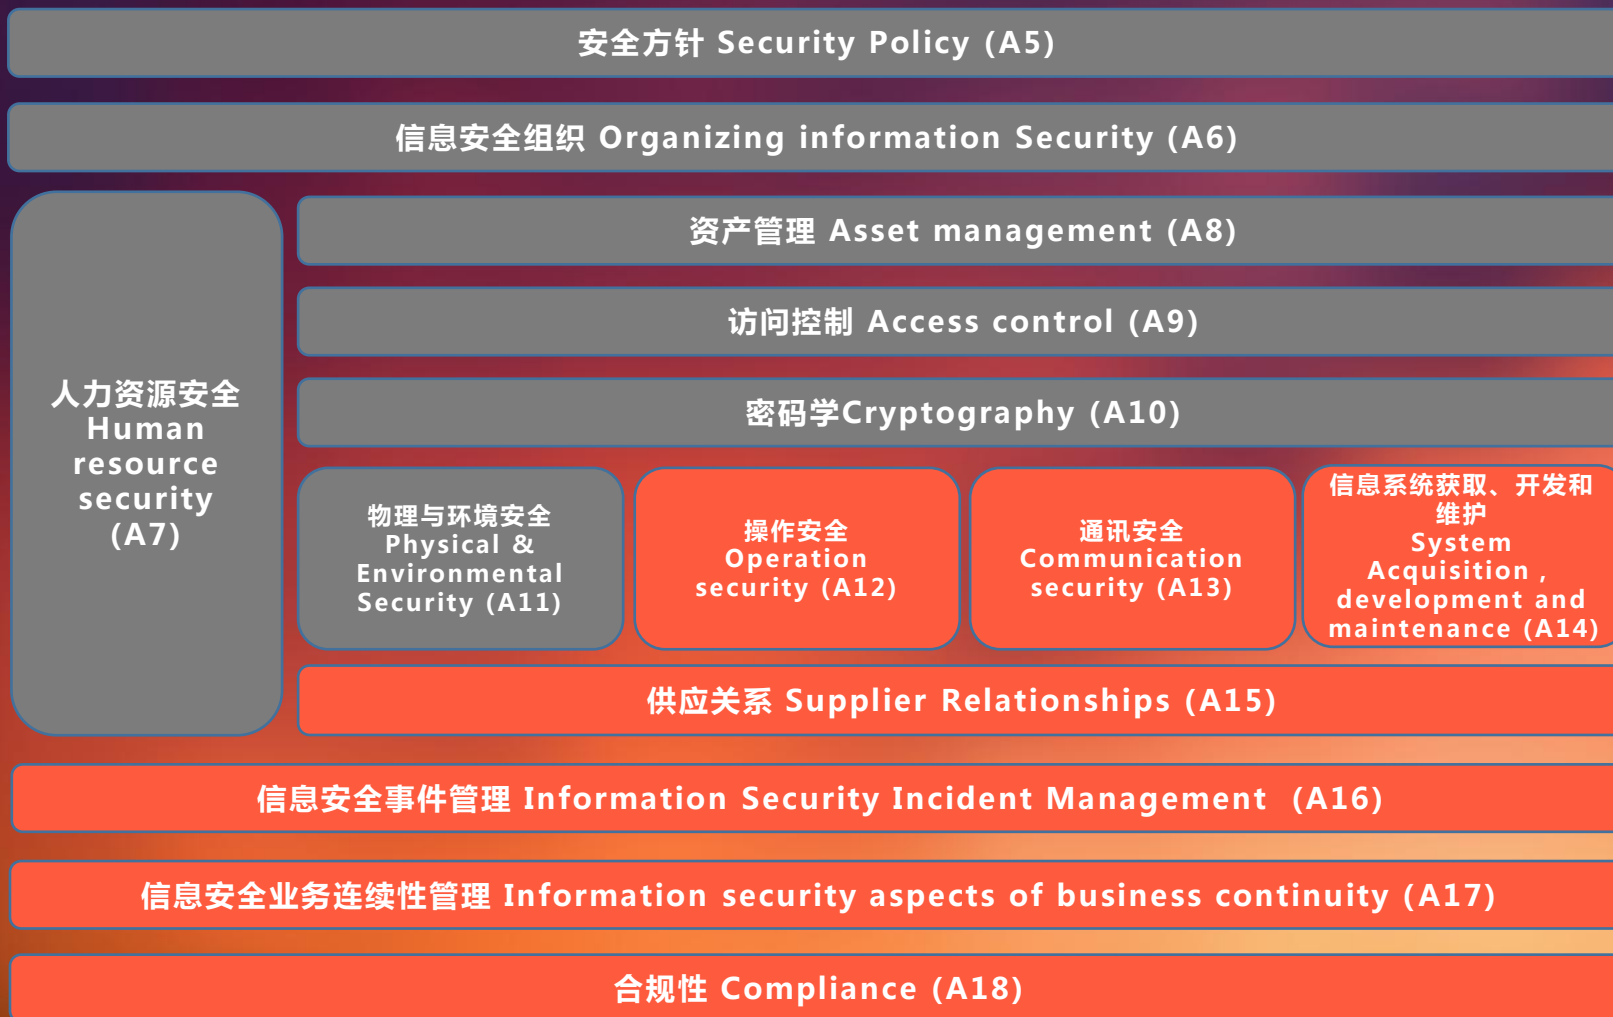 安全方针 Security Policy (A5)
信息安全组织 Organizing information Security (A6)
人力资源安全
Human
resource
security
(A7)
资产管理 Asset management (A8)
访问控制 Access control (A9)
密码学Cryptography (A10)
物理与环境安全
Physical &
Environmental
Security (A11)
操作安全
Operation
security (A12)
通讯安全
Communication
security (A13)
信息系统获取、开发和
维护
System
Acquisition ,
development and
maintenance (A14)
供应关系 Supplier Relationships (A15)
信息安全事件管理 Information Security Incident Management  (A16)
信息安全业务连续性管理 Information security aspects of business continuity (A17)
合规性 Compliance (A18)